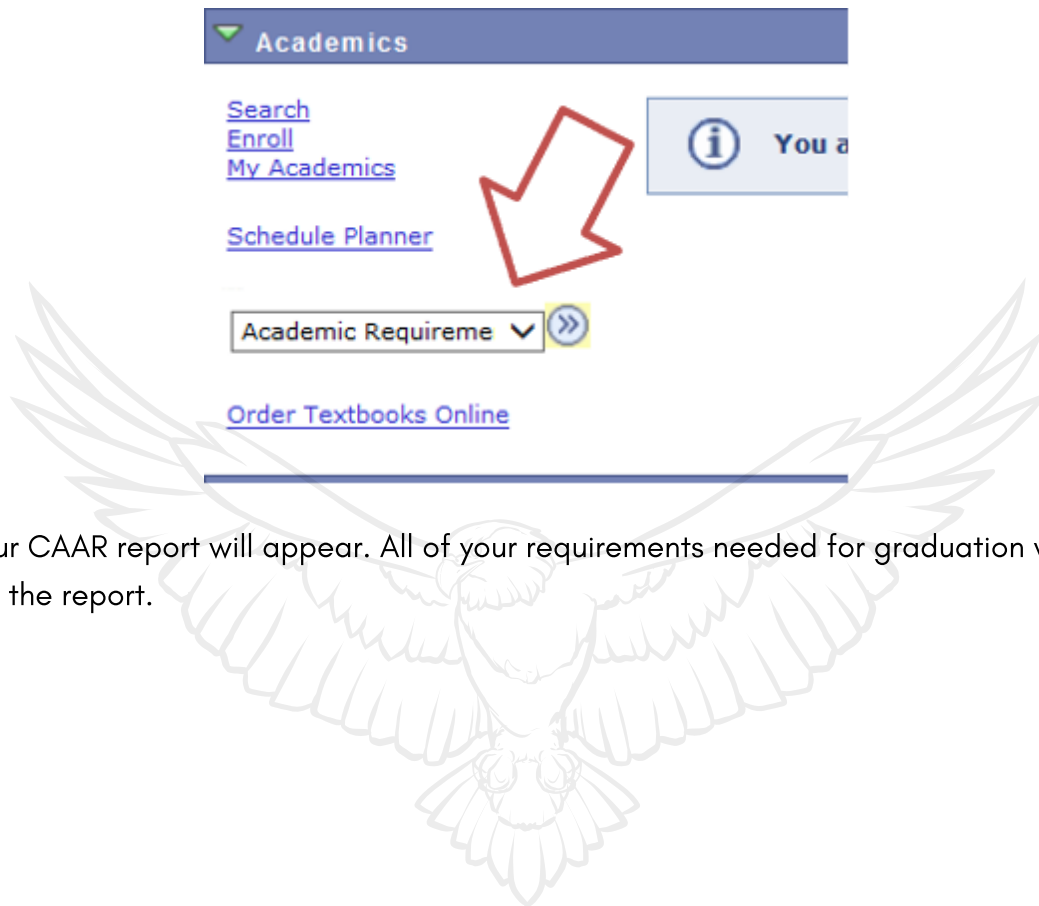 Academics
Search
Enroll
My Academics
You a
Schedule Planner
Academic Requireme
Order Textbooks Online
ur CAAR report will appear. All of your requirements needed for graduation
the report.